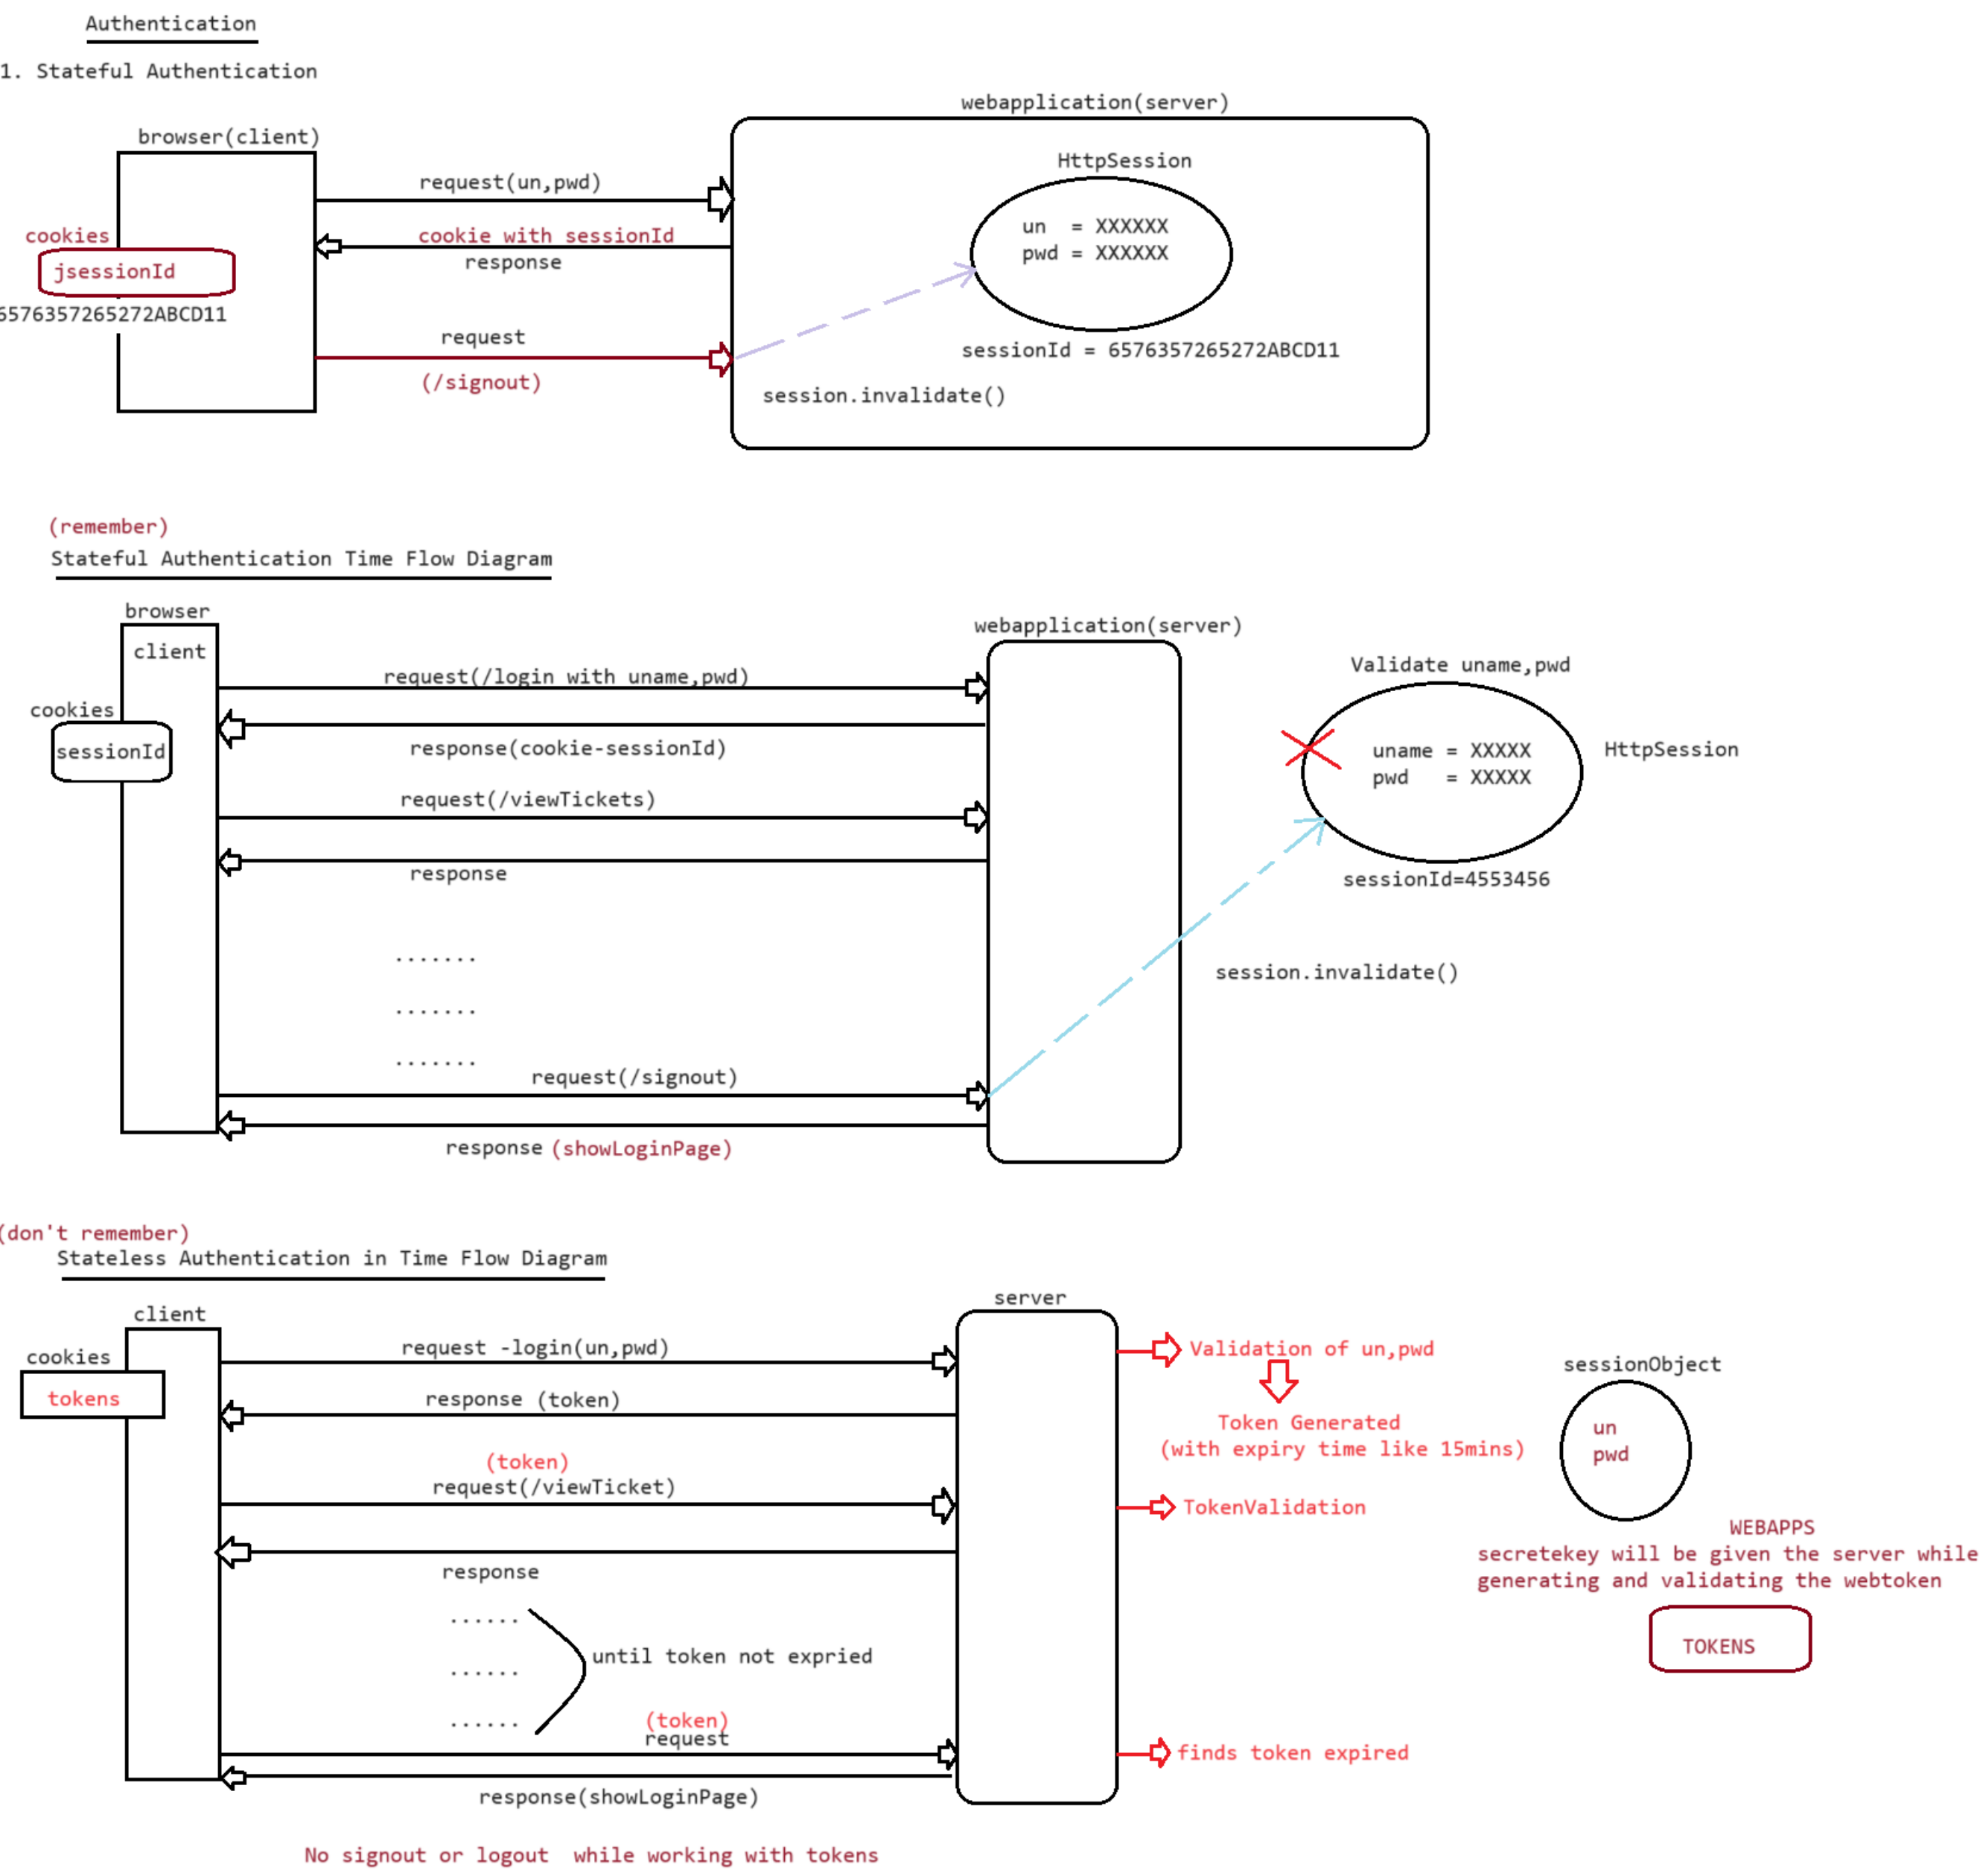 Authentication
1. Stateful Authentication
webapplication(server)
browser(client)
HttpSession
request(un,pwd)
un = XXXXXX
pwd = XXXXXX
cookies
cookie with sessionId
response
jsessionId
6576357265272ABCD11
request
sessionId = 6576357265272ABCD11
(/signout)
session.invalidate()
(remember)
Stateful Authentication Time Flow Diagram
browser
webapplication(server)
client
Validate uname,pwd
request(/login with uname,pwd)
cookies
sessionId
response(cookie-sessionId)
uname = XXXXX
pwd = XXXXX
HttpSession
request(/viewTickets)
response
sessionId=4553456
.......
session.invalidate()
.......
.......
request(/signout)
response (showLoginPage)
(don't remember)
Stateless Authentication in Time Flow Diagram
server
client
request -login(un,pwd)
Validation of un,pwd
cookies
sessionObject
tokens
response (token)
Token Generated
(with expiry time like 15mins)
un
pwd
(token)
request(/viewTicket)
TokenValidation
WEBAPPS
secretekey will be given the server while
generating and validating the webtoken
response
TOKENS
......
until token not expried
......
......
(token)
request
finds token expired
response(showLoginPage)
No signout or logout while working with tokens